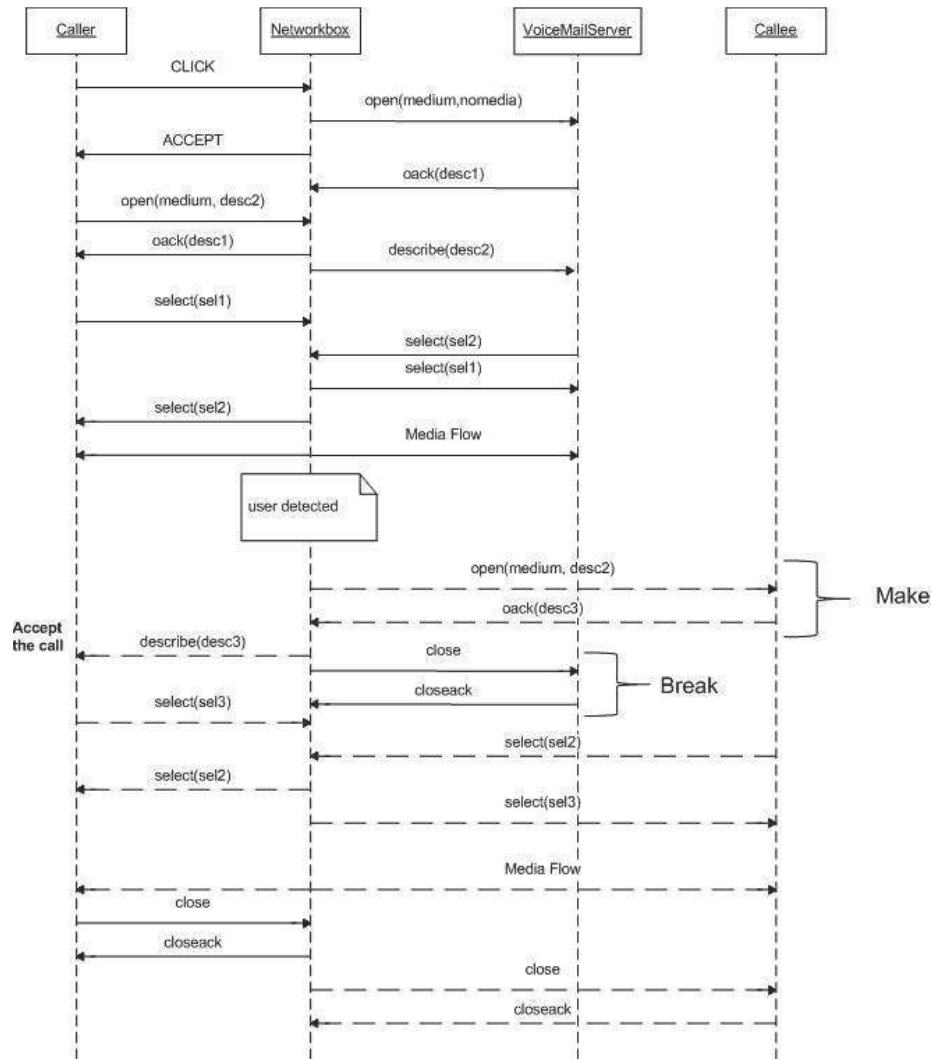 Caller Networkbox VoiceMailServer Callee
CLICK
open(medium,nomedia)
ACCEPT
oack(desc1)
open(medium, desc2)
oack(desc1)
describe(desc2)
select(sel1)
select(sel2)
select(sel1)
select(sel2)
Media Flow
user detected
open(medium, desc2)
Make
oack(desc3)
Accept
the call
describe(desc3)
close
Break
closeack
select(sel3)
select(sel2)
select(sel2)
select(sel3)
Media Flow
close
closeack
close
closeack